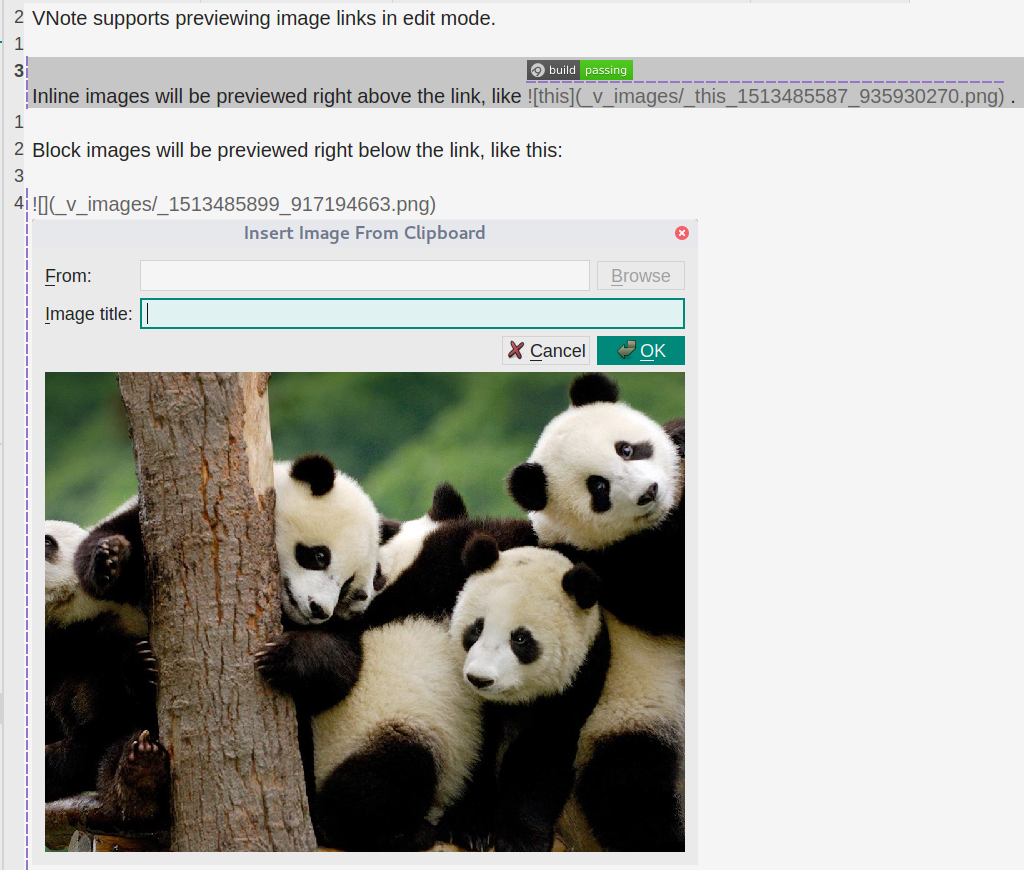 2 VNote supports previewing image links in edit mode.
1
build passing
3 Inline images will be previewed right above the link, like ![this](_v_images/_this_1513485587_935930270.png) .
1
2 Block images will be previewed right below the link, like this:
3
4 ![](_v_images/_1513485899_917194663.png)
Insert Image From Clipboard
From: Browse
Image title:
Cancel OK